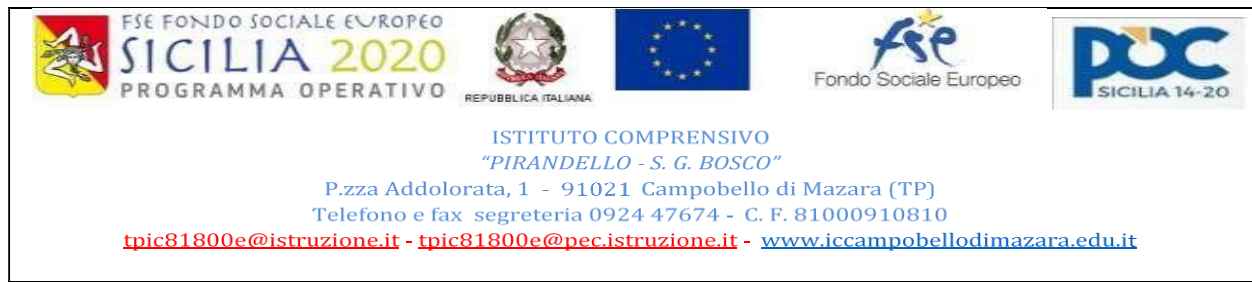 FSE FONDO SOCIALE EUROPEO
SICILIA 2020
PROGRAMMA OPERATIVO
REPUBBLICA ITALIANA
fse
Fondo Sociale Europeo
POC
SICILIA 14-20
ISTITUTO COMPRENSIVO
“PIRANDELLO - S. G. BOSCO”
P.zza Addolorata, 1 - 91021 Campobello di Mazara (TP)
Telefono e fax segreteria 0924 47674 - C. F. 81000910810
tpic81800e@istruzione.it - tpic81800e@pec.istruzione.it - www.iccampobellodimazara.edu.it